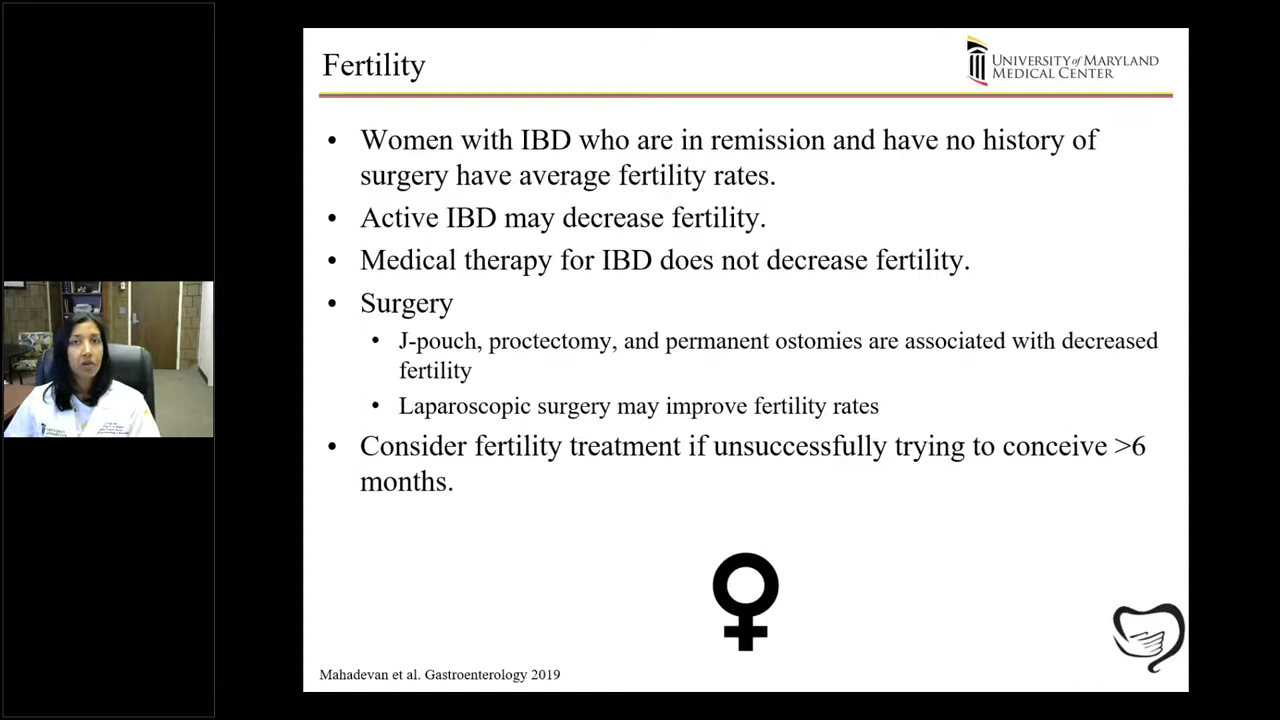 Fertility
UNIVERSITY of MARYLAND
MEDICAL CENTER
• Women with IBD who are in remission and have no history of
surgery have average fertility rates.
• Active IBD may decrease fertility.
• Medical therapy for IBD does not decrease fertility.
• Surgery
• J-pouch, proctectomy, and permanent ostomies are associated with decreased
fertility
• Laparoscopic surgery may improve fertility rates
• Consider fertility treatment if unsuccessfully trying to conceive >6
months.
Mahadevan et al. Gastroenterology 2019